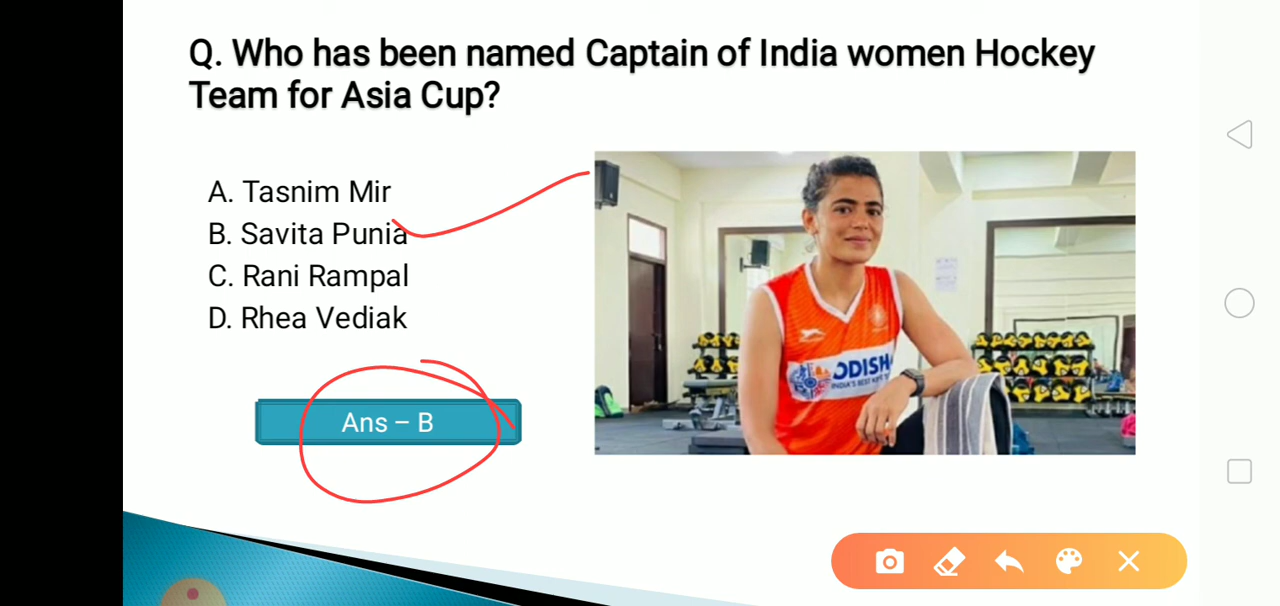 Q. Who has been named Captain of India women Hockey
Team for Asia Cup?
A. Tasnim Mir
B. Savita Punia
C. Rani Rampal
D. Rhea Vediak
Ans – B
ODISHA